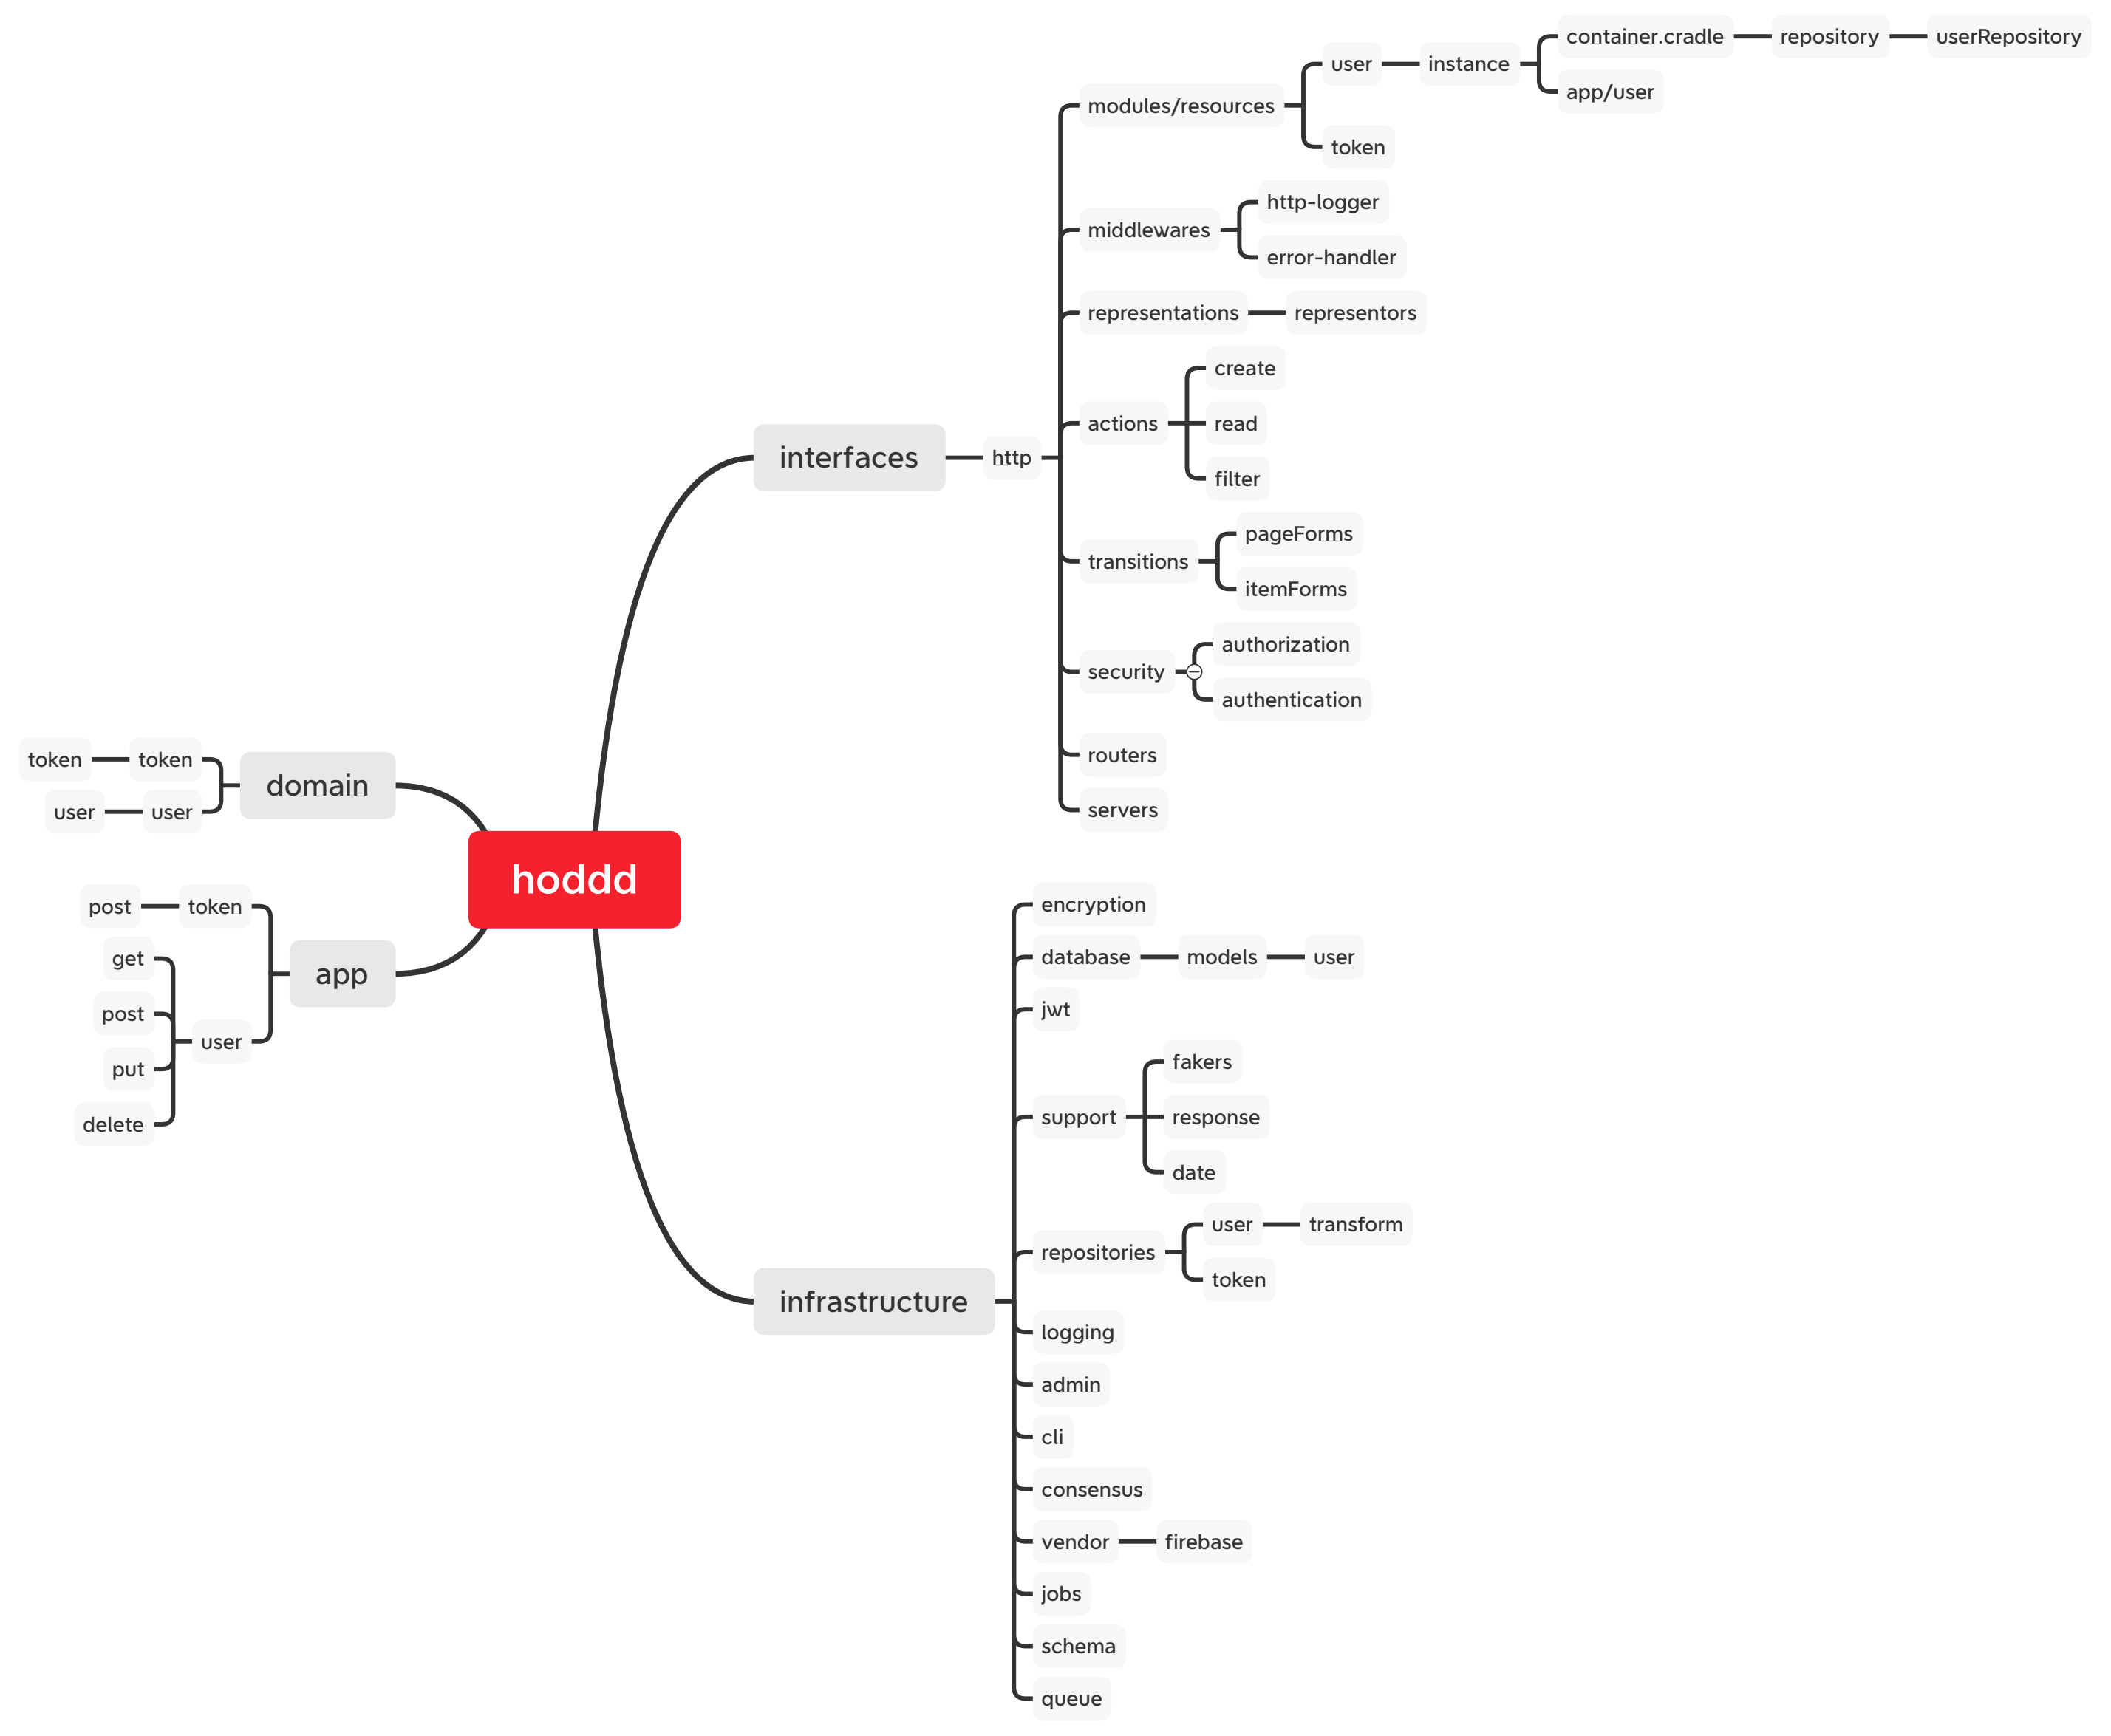 hoddd
interfaces
http
modules/resources
user
instance
container.cradle
repository
userRepository
app/user
token
middlewares
http-logger
error-handler
representations
representors
actions
create
read
filter
transitions
pageForms
itemForms
security
authorization
authentication
routers
servers
infrastructure
encryption
database
models
user
jwt
support
fakers
response
date
repositories
user
transform
token
logging
admin
cli
consensus
vendor
firebase
jobs
schema
queue
domain
token
token
user
user
app
token
post
user
get
post
put
delete